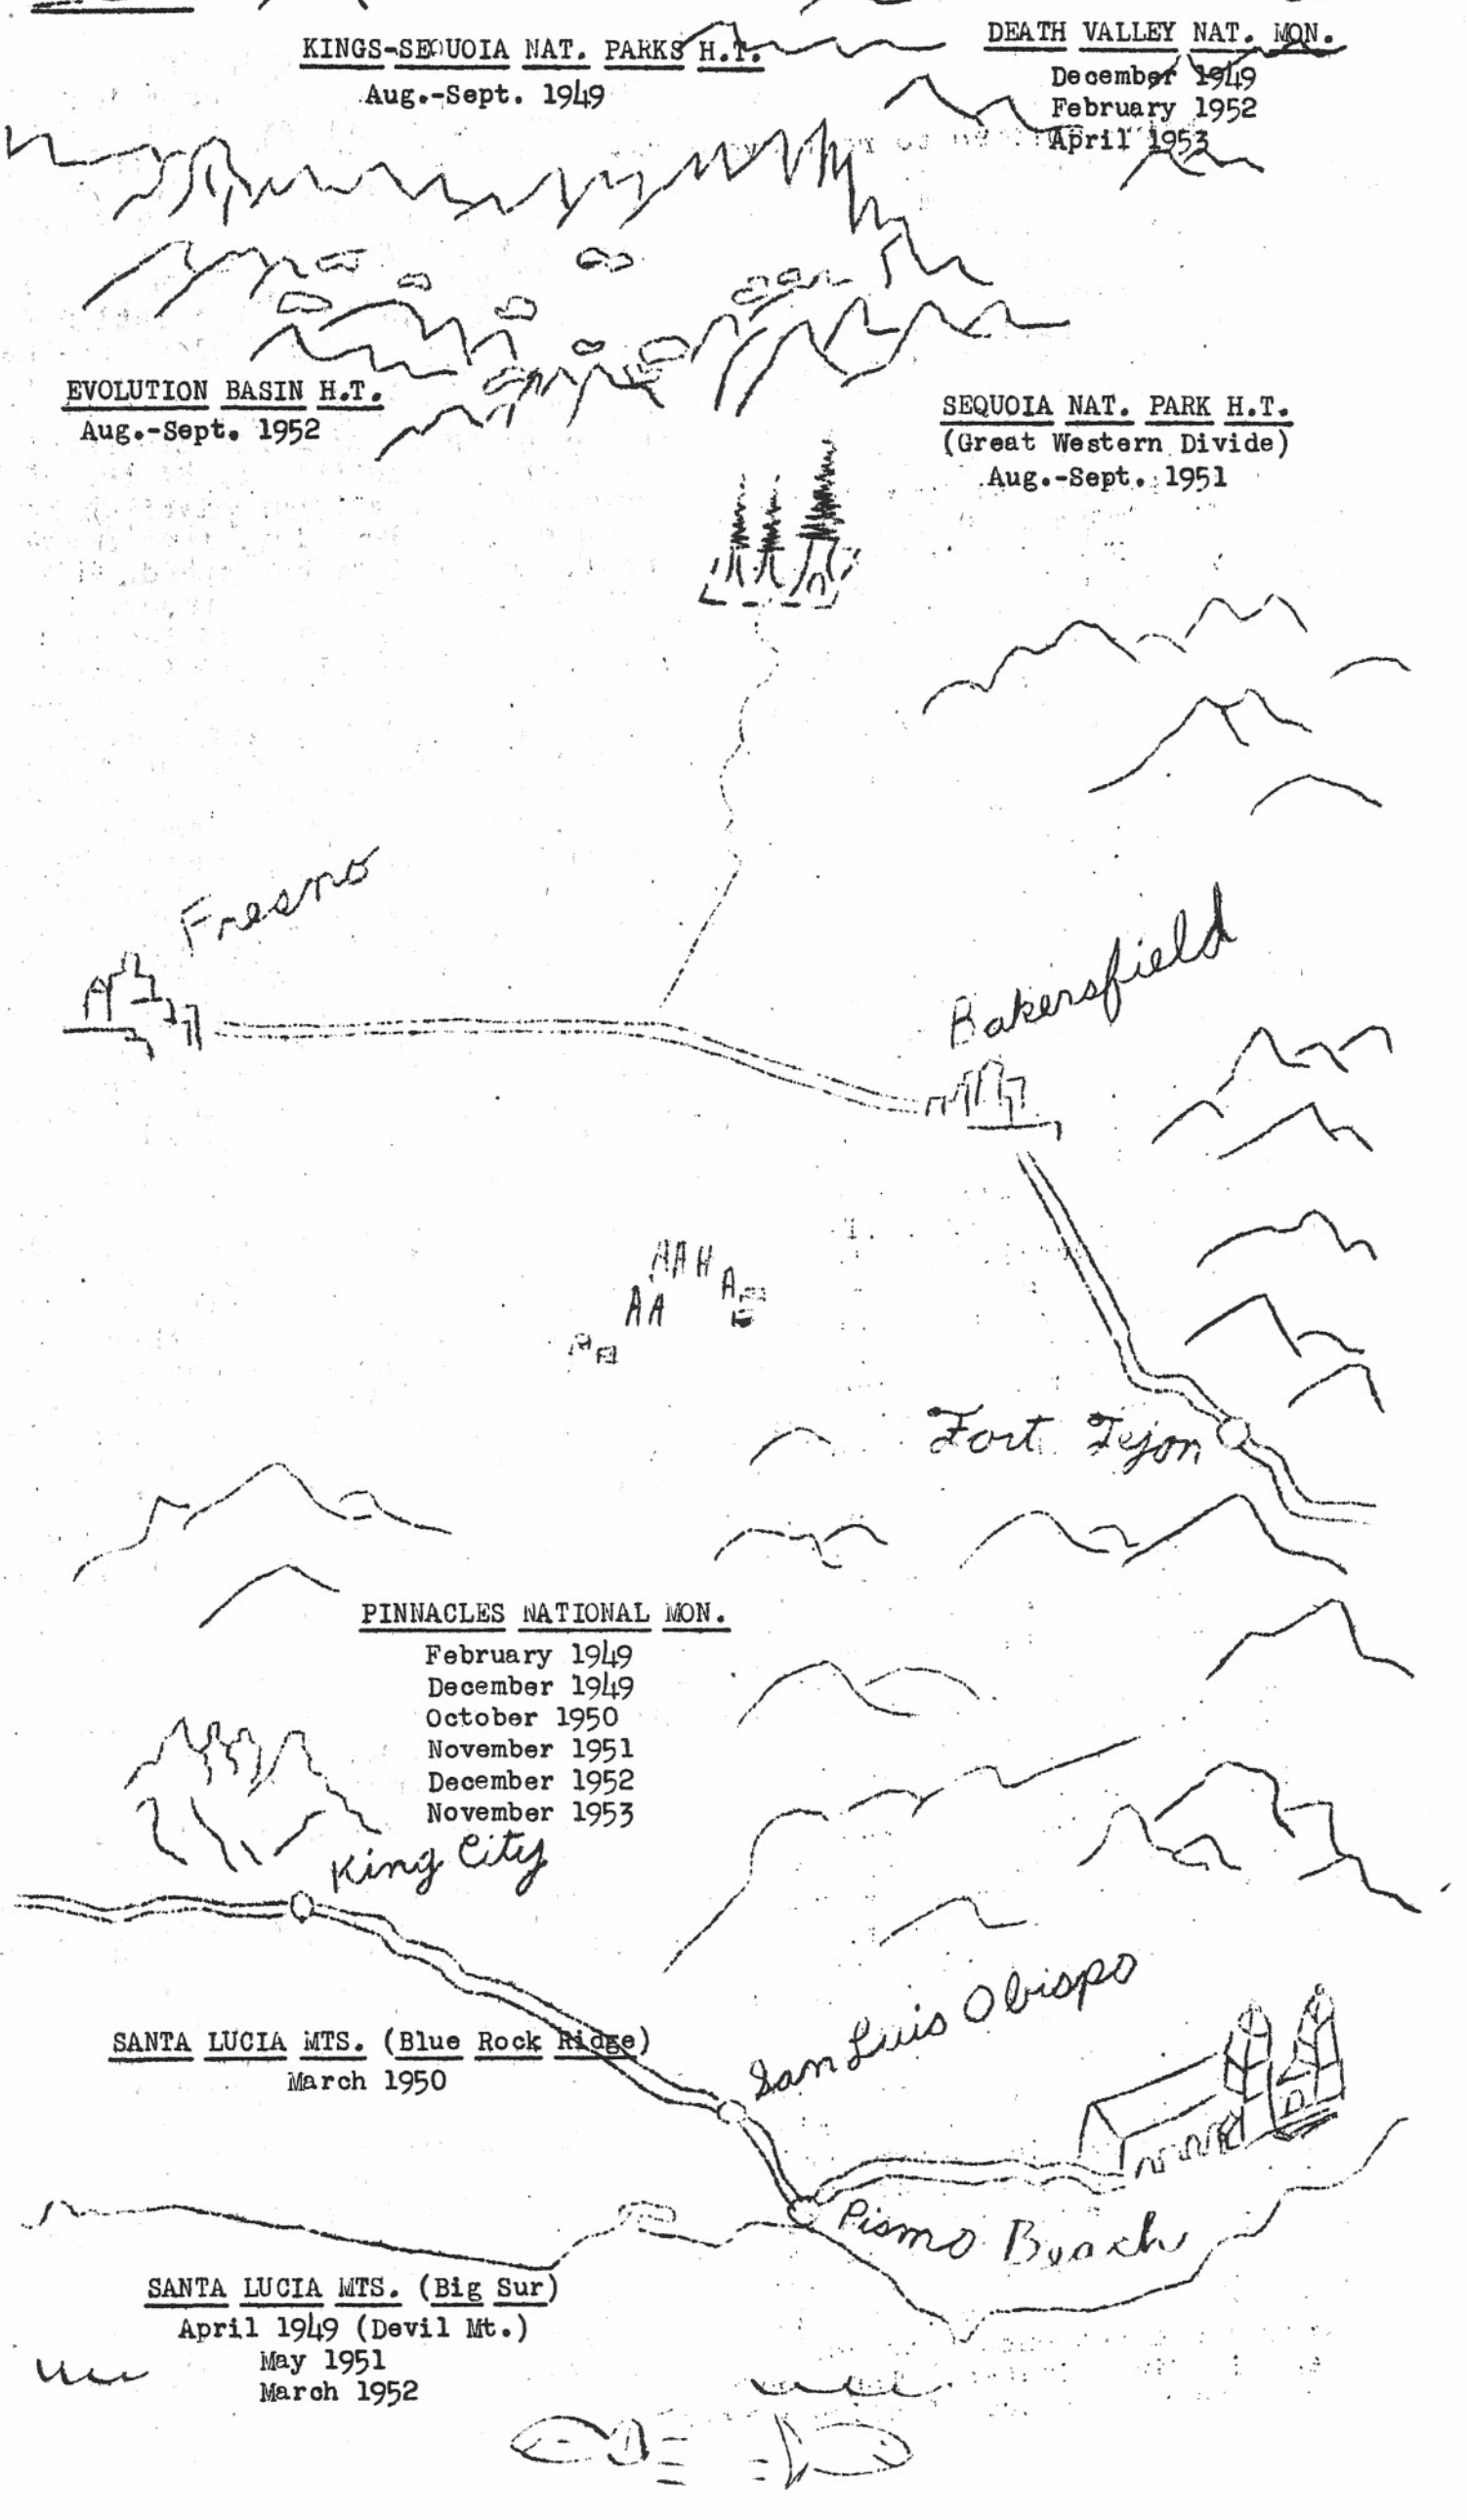 KINGS-SEQUOIA NAT. PARKS H.T.
Aug.-Sept. 1949
DEATH VALLEY NAT. MON.
December 1949
February 1952
April 1953
EVOLUTION BASIN H.T.
Aug.-Sept. 1952
SEQUOIA NAT. PARK H.T.
(Great Western Divide)
Aug.-Sept. 1951
Fresno
Bakersfield
Fort Tejon
PINNACLES NATIONAL MON.
February 1949
December 1949
October 1950
November 1951
December 1952
November 1953
King City
San Luis Obispo
SANTA LUCIA MTS. (Blue Rock Ridge)
March 1950
Pismo Beach
SANTA LUCIA MTS. (Big Sur)
April 1949 (Devil Mt.)
May 1951
March 1952